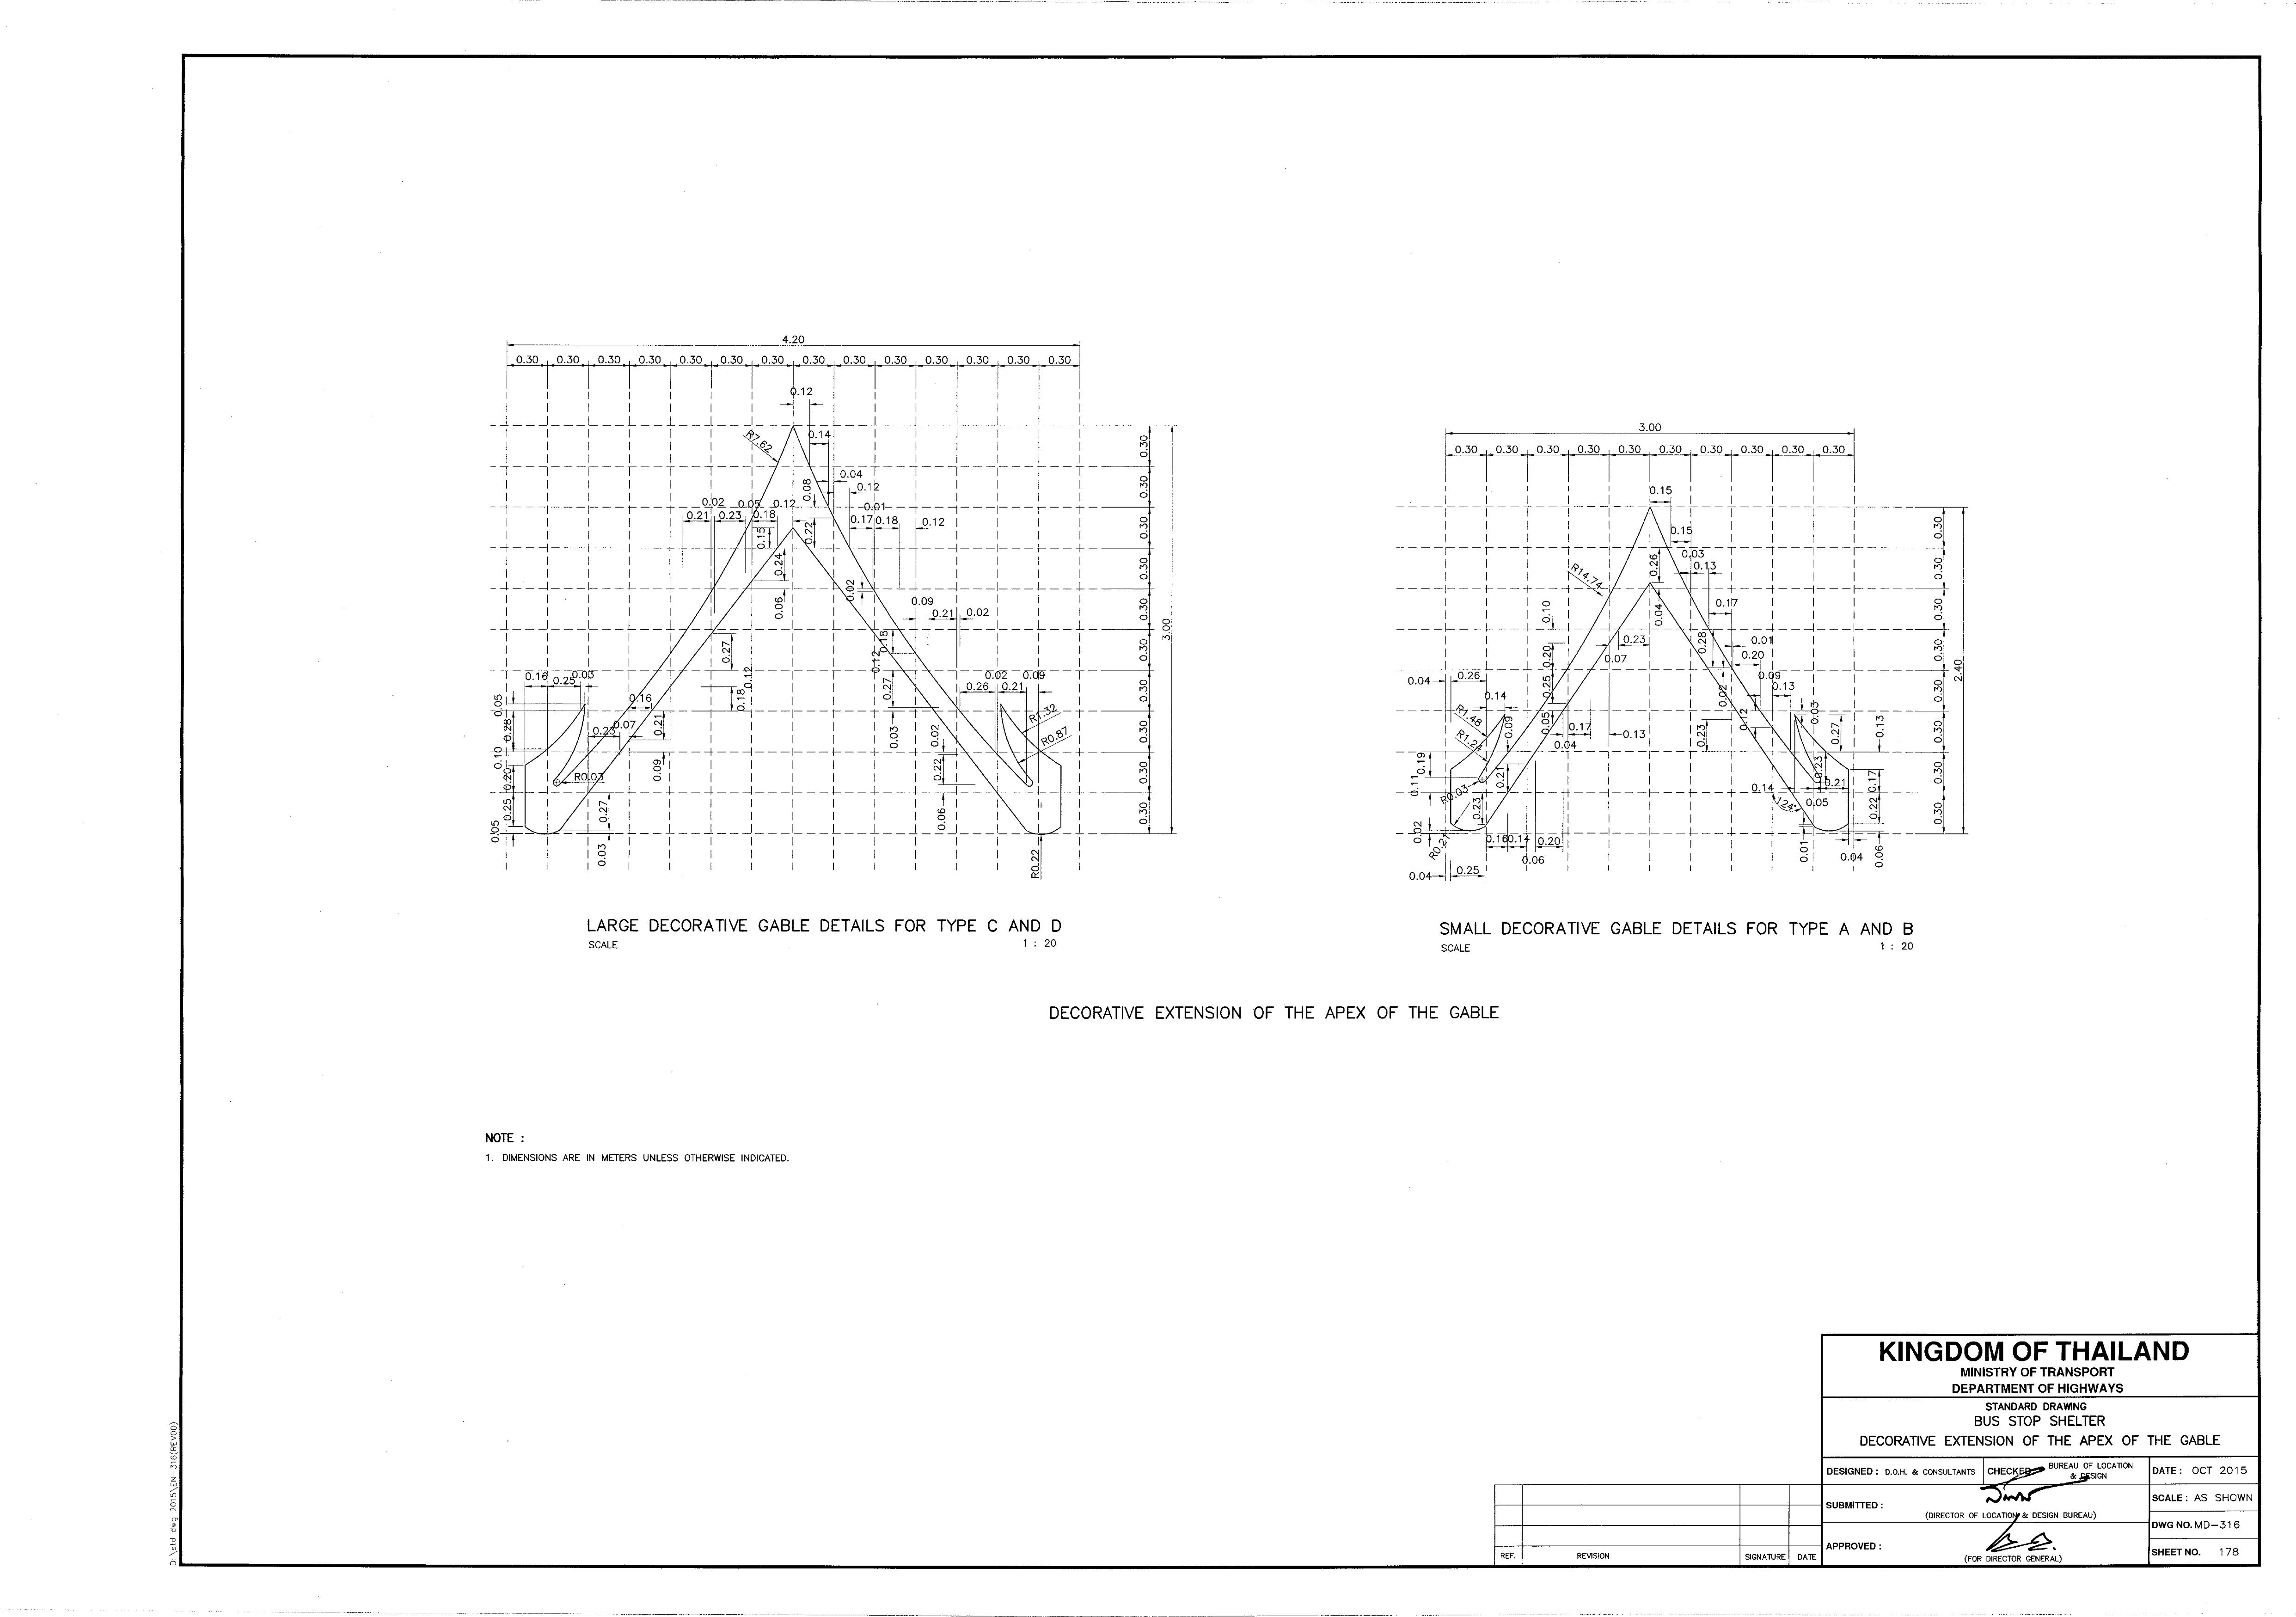 4.20
0.30 0.30 0.30 0.30 0.30 0.30 0.30 0.30 0.30 0.30 0.30 0.30 0.30 0.30
0.12
R7.62
0.14
0.04
0.08
0.12
0.02 0.05 0.12
0.01
0.21 0.23 0.18
0.17 0.18 0.12
0.15
0.22
0.24
0.06
0.02
0.09
0.21 0.02
0.18
0.12
0.27
0.12
0.18
0.16 0.25 0.03
0.02 0.09
0.26 0.21
0.27
0.05
0.16
R1.32
0.28
0.23 0.07
0.21
0.03
0.02
R0.87
0.10
0.09
0.22
0.20
R0.03
0.25
0.27
0.06
0.05
0.03
R0.22
0.30
0.30
0.30
0.30
0.30
0.30
0.30
0.30
0.30
0.30
3.00
LARGE DECORATIVE GABLE DETAILS FOR TYPE C AND D
SCALE 1 : 20
3.00
0.30 0.30 0.30 0.30 0.30 0.30 0.30 0.30 0.30 0.30
0.15
0.15
0.03
0.26
0.13
R14.74
0.17
0.10
0.04
0.23
0.28
0.01
0.07
0.20
0.20
0.04 0.26
0.09
0.25
0.13
0.14
0.02
R1.48
0.09
0.05
0.17
0.12
0.03
0.13
R1.24
0.04
0.13
0.23
0.27
0.19
0.11
0.21
0.23
0.21
0.17
R0.03
0.14
0.23
124°
0.05
0.22
0.02
R0.21
0.16 0.14 0.20
0.06
0.01
0.04
0.06
0.04 0.25
0.30
0.30
0.30
0.30
0.30
0.30
0.30
0.30
2.40
SMALL DECORATIVE GABLE DETAILS FOR TYPE A AND B
SCALE 1 : 20
DECORATIVE EXTENSION OF THE APEX OF THE GABLE
NOTE :
1. DIMENSIONS ARE IN METERS UNLESS OTHERWISE INDICATED.
D:\std dwg 2015\EN-316(REV00)
KINGDOM OF THAILAND
MINISTRY OF TRANSPORT
DEPARTMENT OF HIGHWAYS
STANDARD DRAWING
BUS STOP SHELTER
DECORATIVE EXTENSION OF THE APEX OF THE GABLE
DESIGNED : D.O.H. & CONSULTANTS
CHECKED BUREAU OF LOCATION
& DESIGN
DATE : OCT 2015
SUBMITTED :
(DIRECTOR OF LOCATION & DESIGN BUREAU)
SCALE : AS SHOWN
DWG NO. MD-316
APPROVED :
(FOR DIRECTOR GENERAL)
SHEET NO. 178
REF. REVISION SIGNATURE DATE